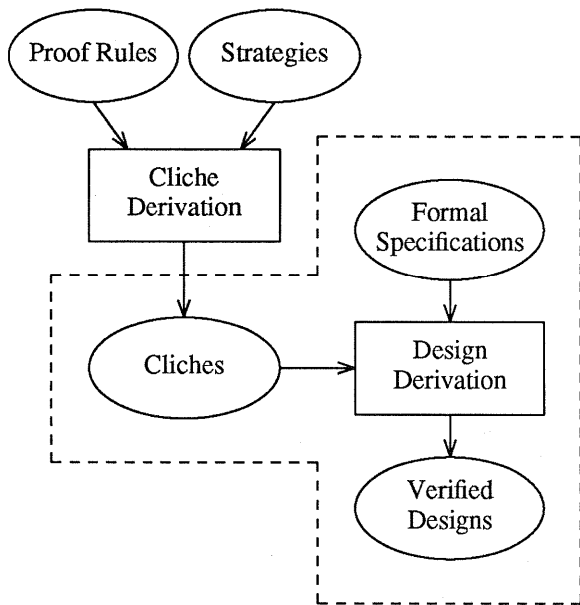 Proof Rules
Strategies
Cliche
Derivation
Formal
Specifications
Cliches
Design
Derivation
Verified
Designs